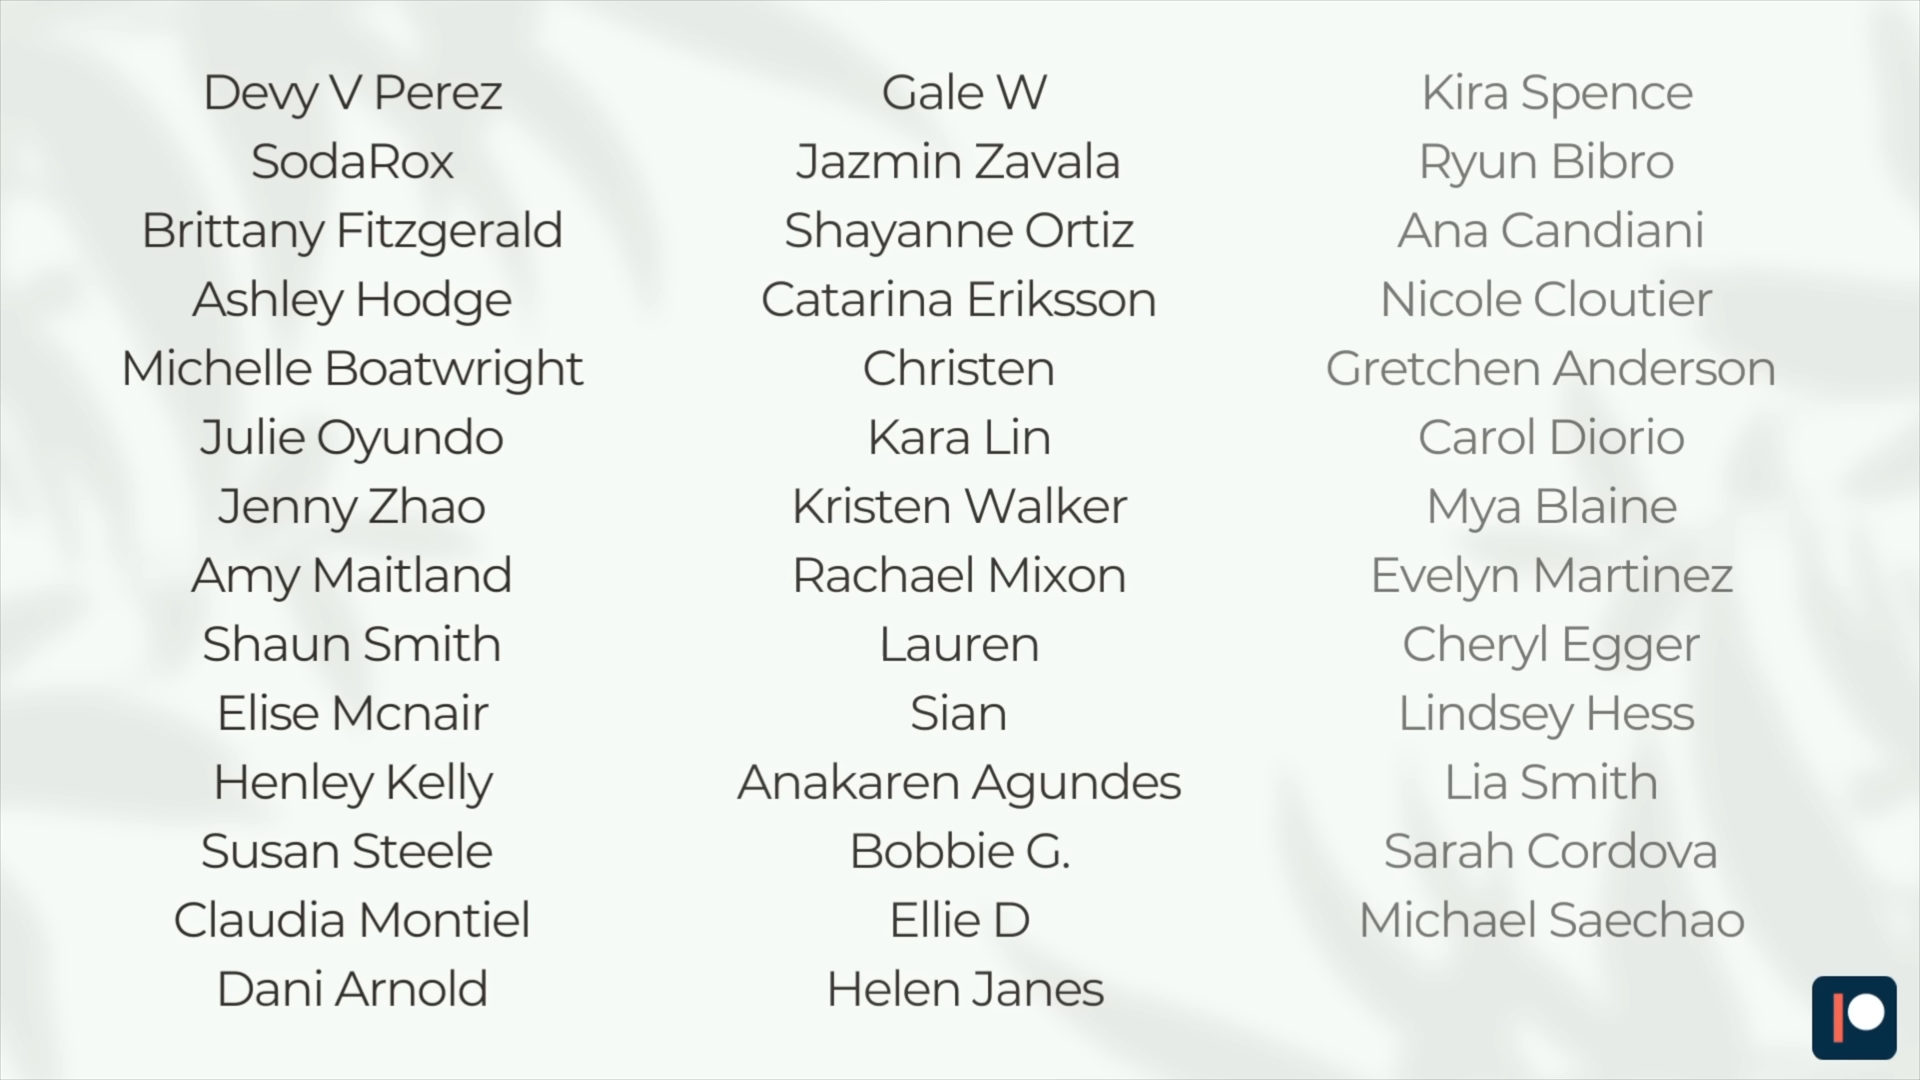 Devy V Perez
SodaRox
Brittany Fitzgerald
Ashley Hodge
Michelle Boatwright
Julie Oyundo
Jenny Zhao
Amy Maitland
Shaun Smith
Elise Mcnair
Henley Kelly
Susan Steele
Claudia Montiel
Dani Arnold
Gale W
Jazmin Zavala
Shayanne Ortiz
Catarina Eriksson
Christen
Kara Lin
Kristen Walker
Rachael Mixon
Lauren
Sian
Anakaren Agundes
Bobbie G.
Ellie D
Helen Janes
Kira Spence
Ryun Bibro
Ana Candiani
Nicole Cloutier
Gretchen Anderson
Carol Diorio
Mya Blaine
Evelyn Martinez
Cheryl Egger
Lindsey Hess
Lia Smith
Sarah Cordova
Michael Saechao